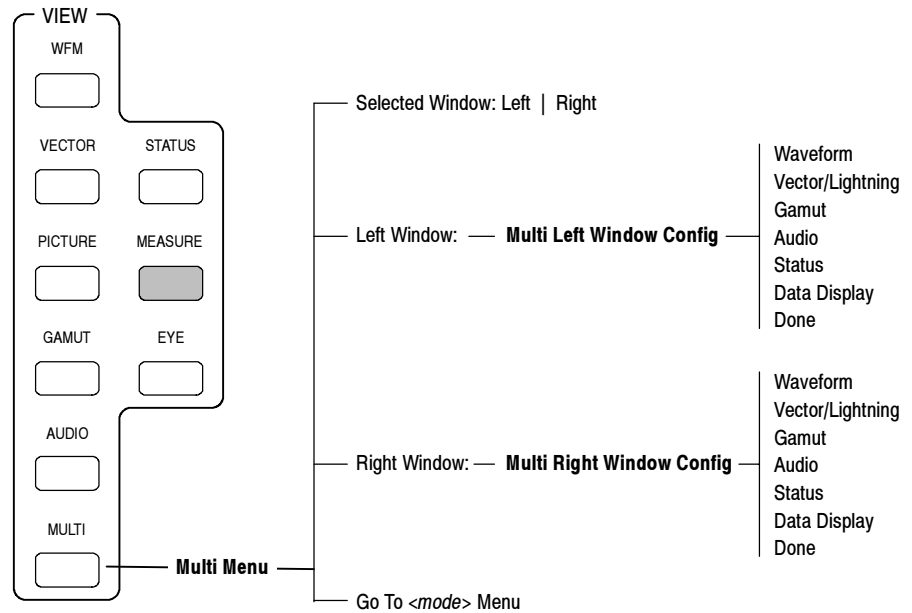 VIEW
WFM
VECTOR
STATUS
PICTURE
MEASURE
GAMUT
EYE
AUDIO
MULTI
Multi Menu
Selected Window: Left | Right
Left Window:
Multi Left Window Config
Waveform
Vector/Lightning
Gamut
Audio
Status
Data Display
Done
Right Window:
Multi Right Window Config
Waveform
Vector/Lightning
Gamut
Audio
Status
Data Display
Done
Go To <mode> Menu